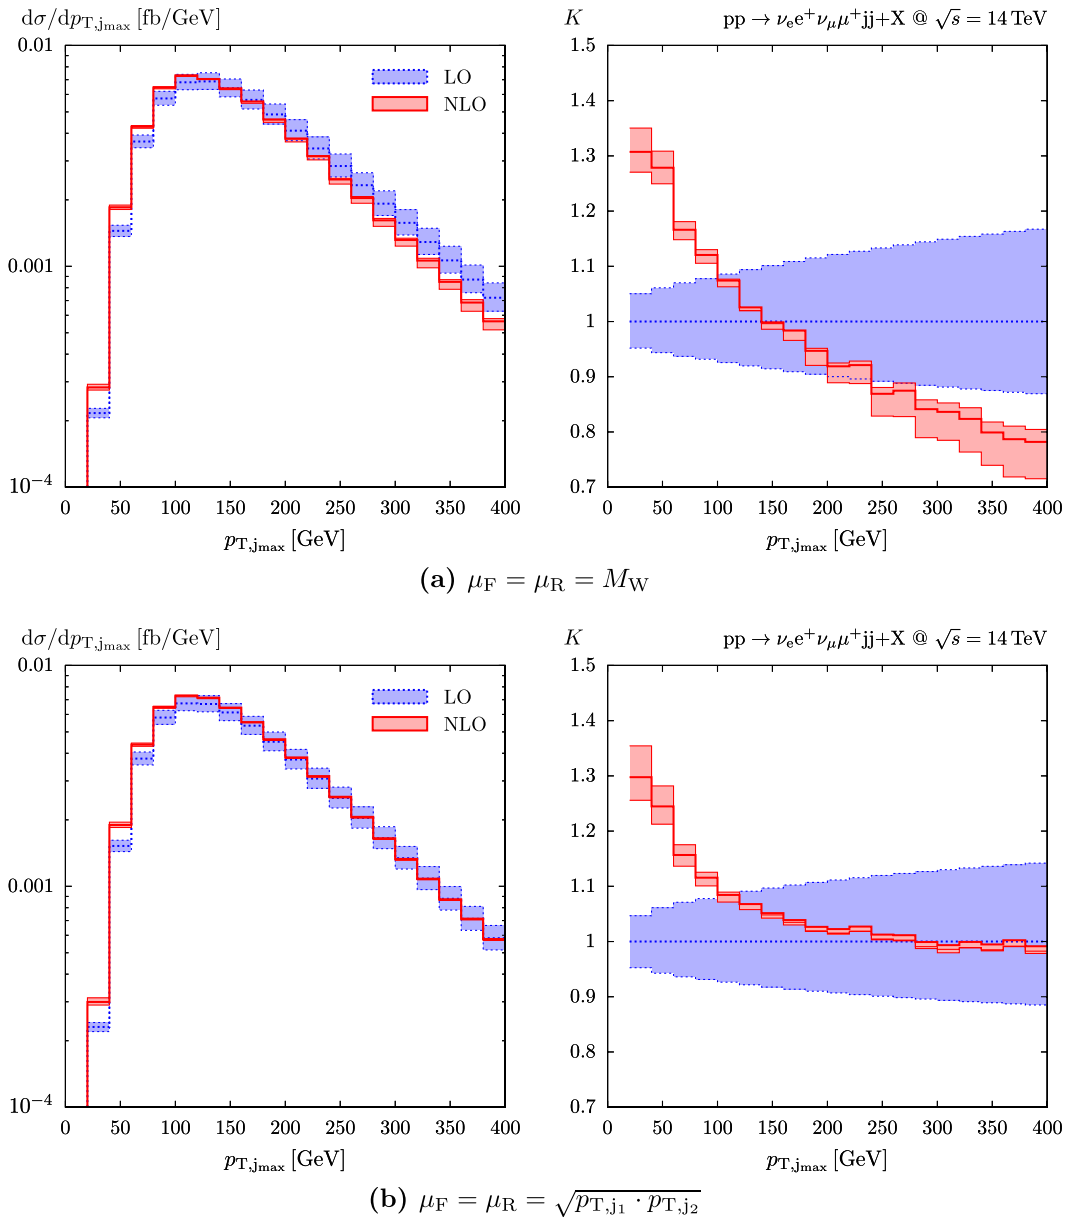 dσ/dp_{T,j_max} [fb/GeV]
0.01
0.001
10⁻⁴
LO
NLO
0 50 100 150 200 250 300 350 400
p_{T,j_max} [GeV]
K
pp → ν_e e⁺ ν_μ μ⁺ jj+X @ √s = 14 TeV
1.5
1.4
1.3
1.2
1.1
1
0.9
0.8
0.7
0 50 100 150 200 250 300 350 400
p_{T,j_max} [GeV]
(a) μ_F = μ_R = M_W
dσ/dp_{T,j_max} [fb/GeV]
0.01
0.001
10⁻⁴
LO
NLO
0 50 100 150 200 250 300 350 400
p_{T,j_max} [GeV]
K
pp → ν_e e⁺ ν_μ μ⁺ jj+X @ √s = 14 TeV
1.5
1.4
1.3
1.2
1.1
1
0.9
0.8
0.7
0 50 100 150 200 250 300 350 400
p_{T,j_max} [GeV]
(b) μ_F = μ_R = √(p_{T,j₁} · p_{T,j₂})